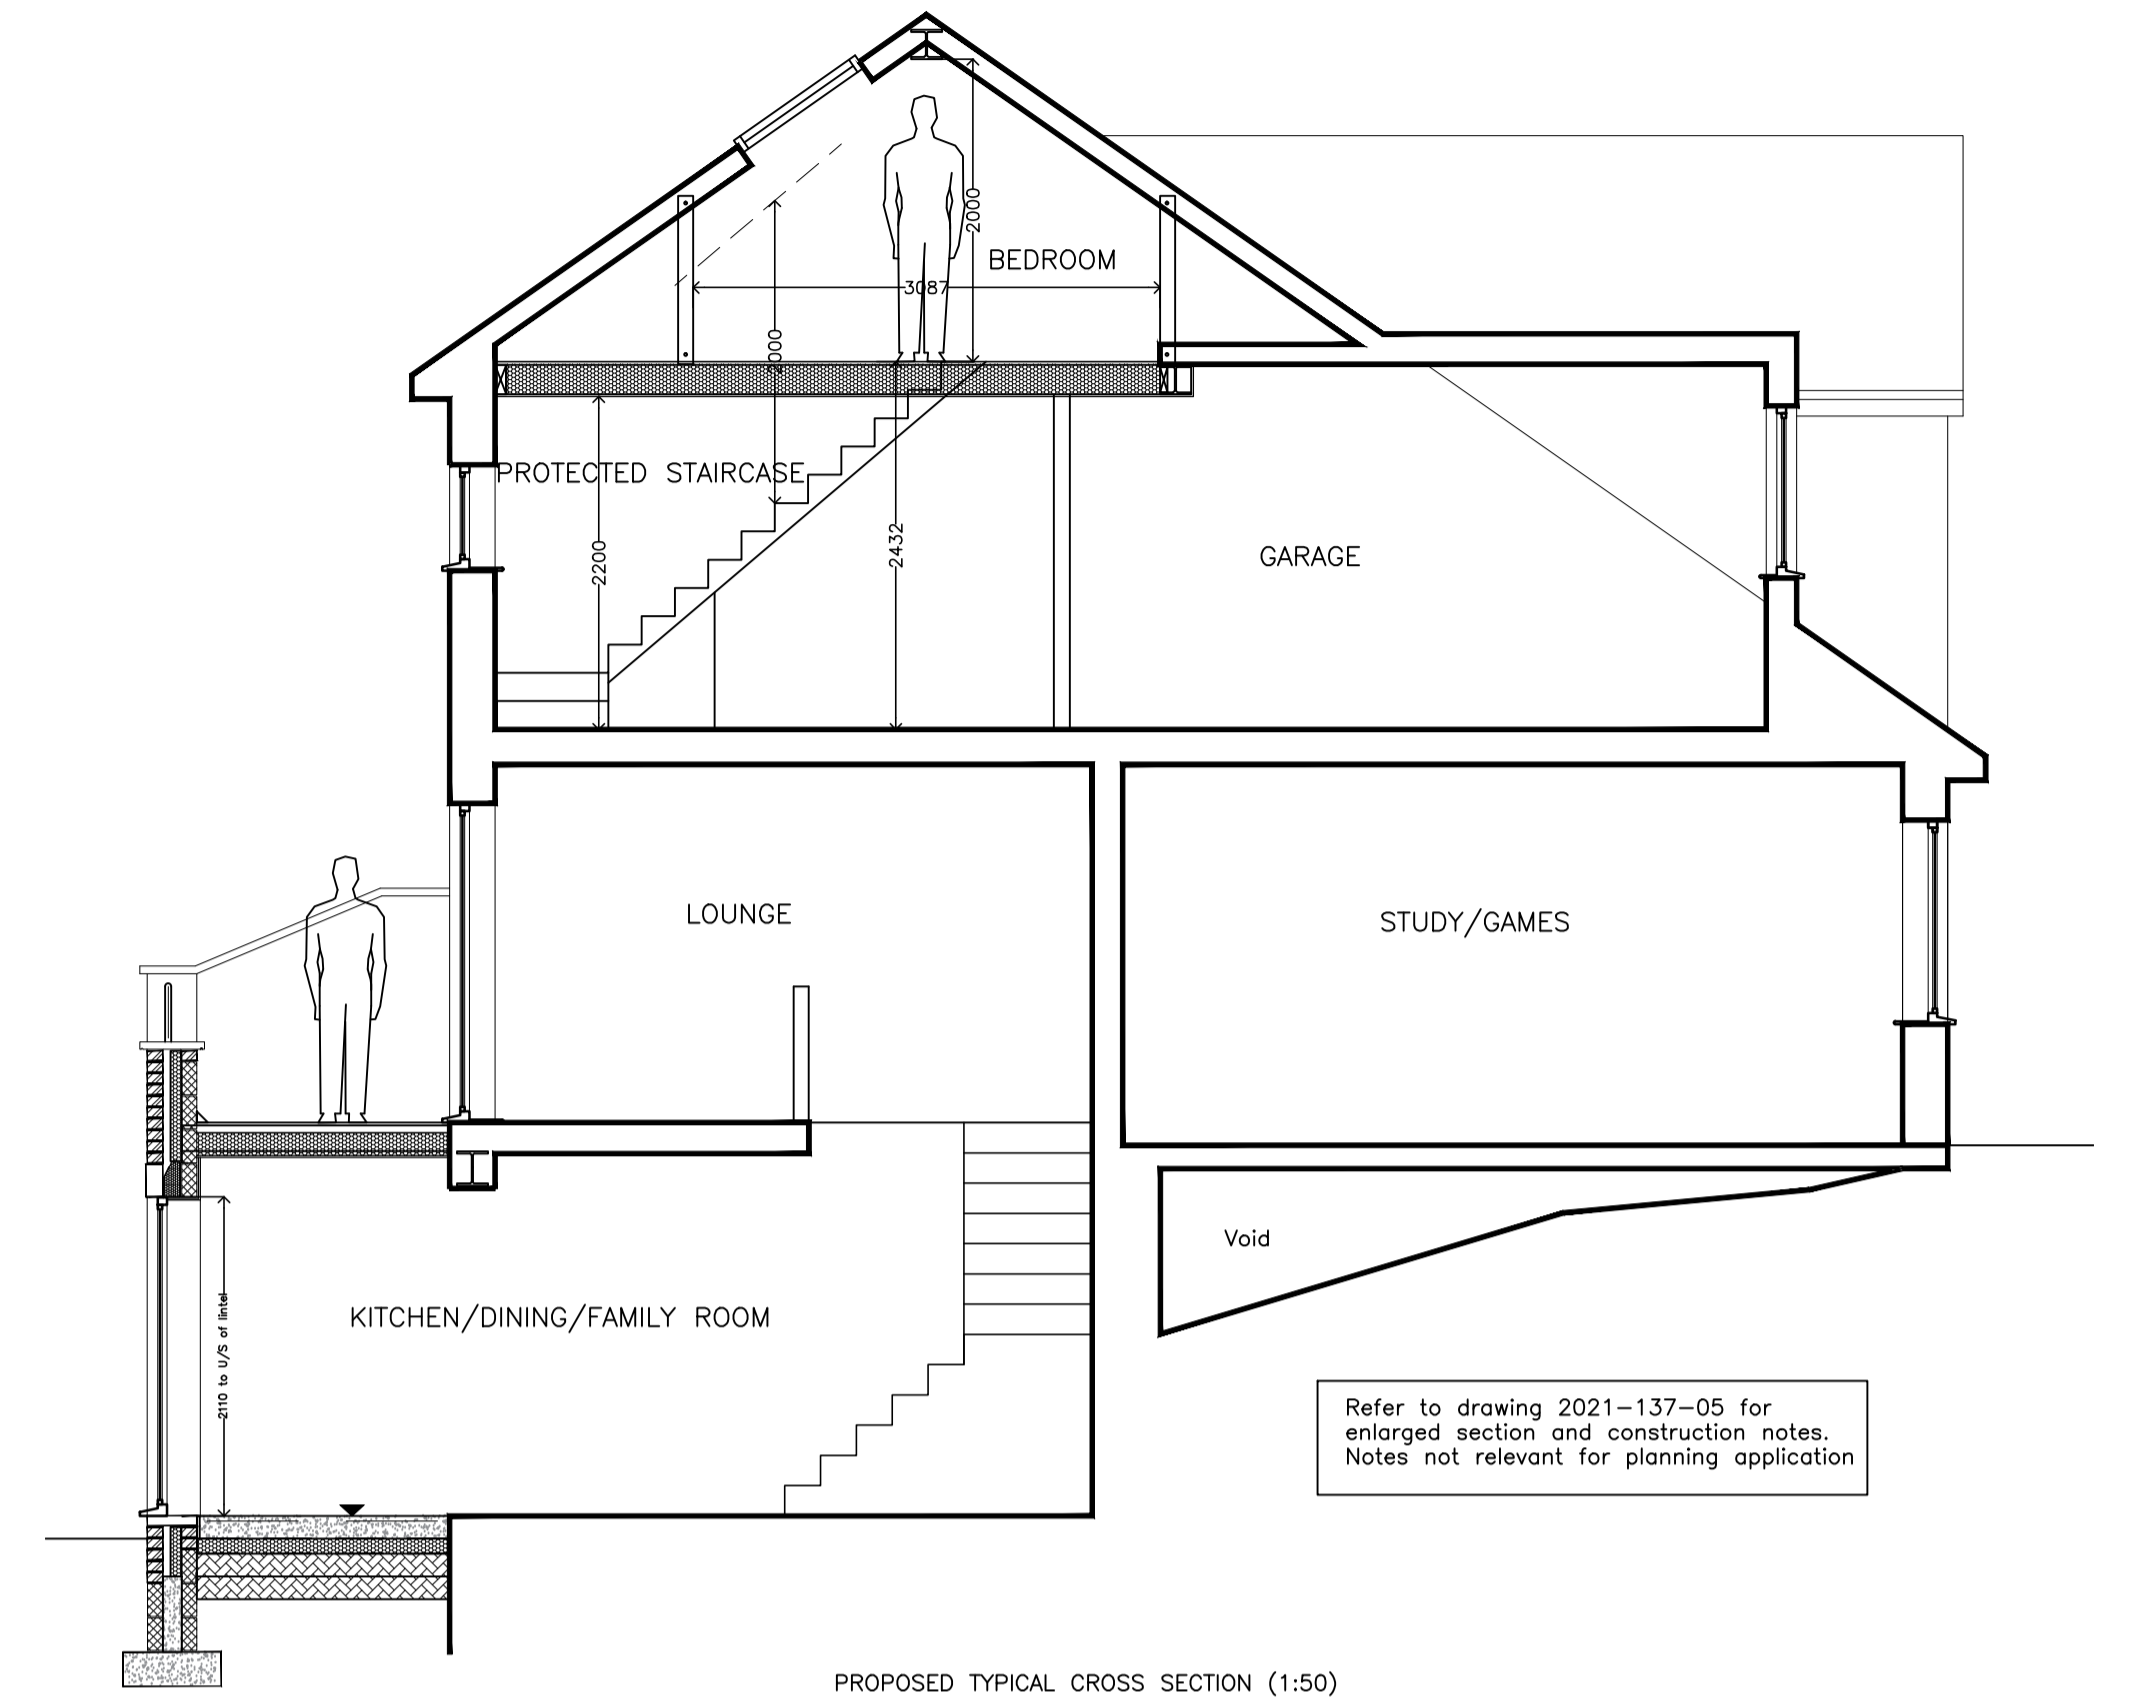 2000
BEDROOM
3087
2000
PROTECTED STAIRCASE
2200
2432
GARAGE
LOUNGE
STUDY/GAMES
Void
2110 to U/S of lintel
KITCHEN/DINING/FAMILY ROOM
Refer to drawing 2021-137-05 for
enlarged section and construction notes.
Notes not relevant for planning application
PROPOSED TYPICAL CROSS SECTION (1:50)